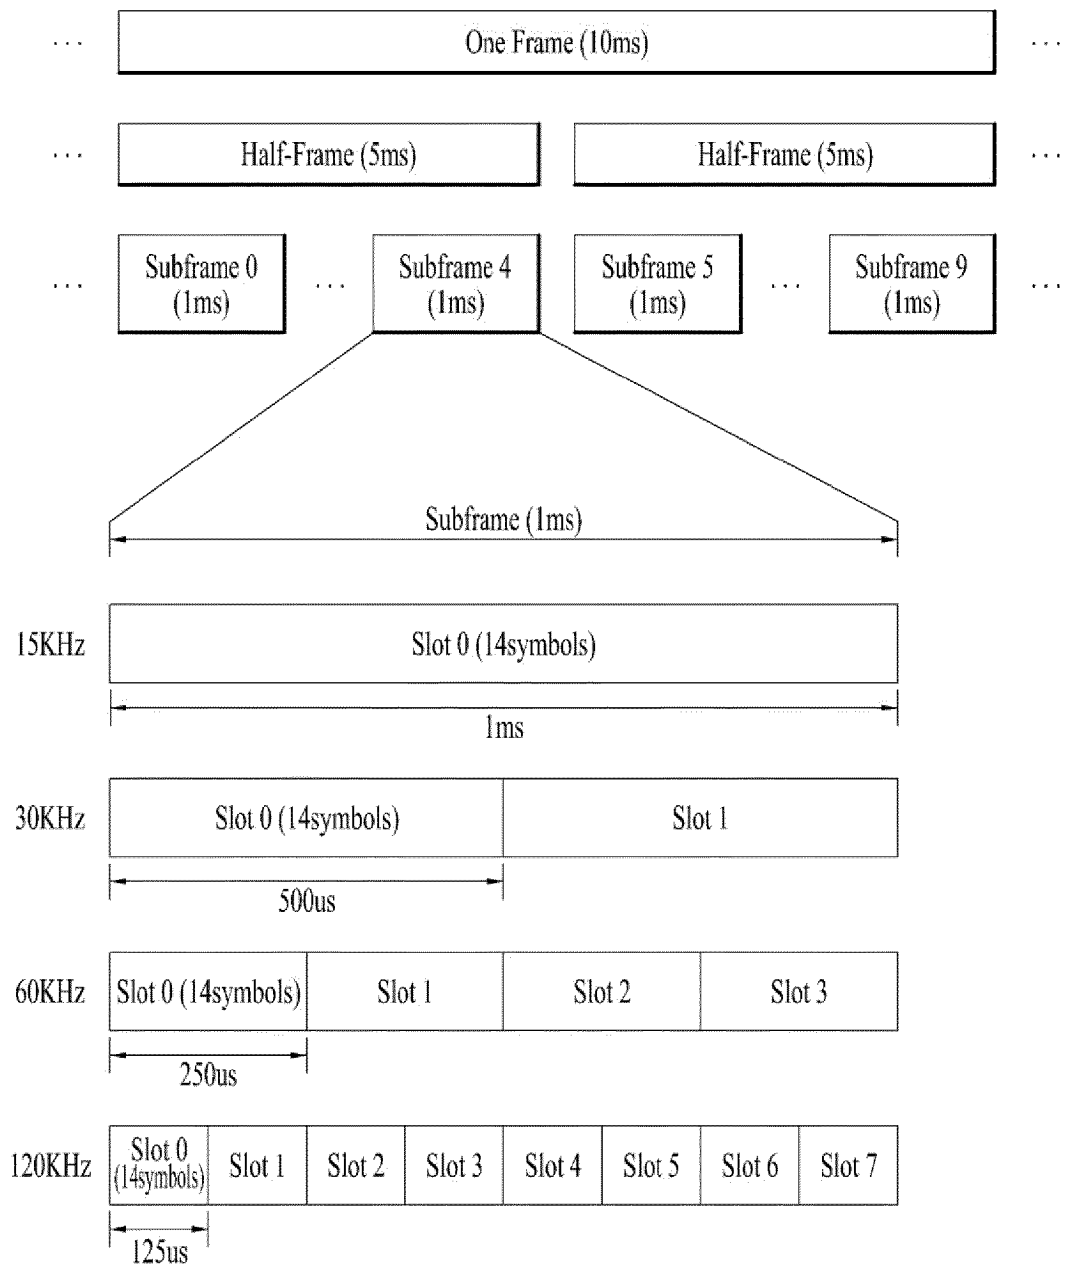 ... One Frame (10ms) ...
... Half-Frame (5ms) Half-Frame (5ms) ...
Subframe 0 Subframe 4 Subframe 5 Subframe 9
... (1ms) ... (1ms) (1ms) ... (1ms) ...
Subframe (1ms)
15KHz Slot 0 (14symbols)
1ms
30KHz Slot 0 (14symbols) Slot 1
500us
60KHz Slot 0 (14symbols) Slot 1 Slot 2 Slot 3
250us
120KHz Slot 0 (14symbols) Slot 1 Slot 2 Slot 3 Slot 4 Slot 5 Slot 6 Slot 7
125us